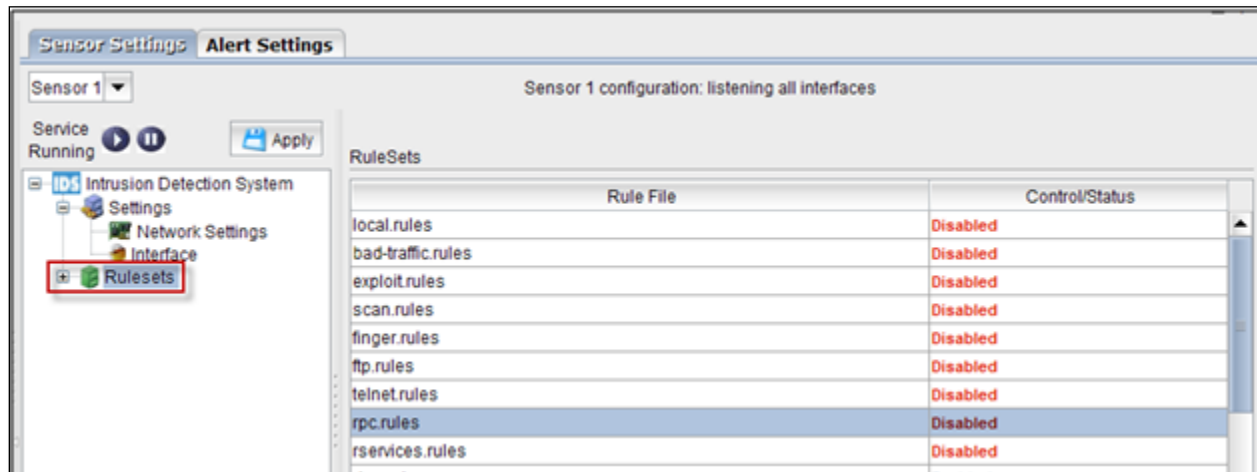 Sensor Settings Alert Settings
Sensor 1
Sensor 1 configuration: listening all interfaces
Service
Running
Apply
IDS Intrusion Detection System
Settings
Network Settings
Interface
Rulesets
RuleSets
Rule File Control/Status
local.rules Disabled
bad-traffic.rules Disabled
exploit.rules Disabled
scan.rules Disabled
finger.rules Disabled
ftp.rules Disabled
telnet.rules Disabled
rpc.rules Disabled
rservices.rules Disabled